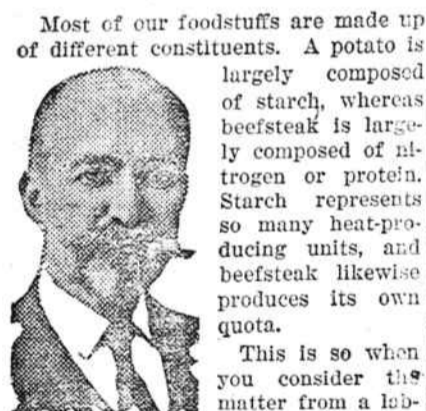 Most of our foodstuffs are made up
of different constituents. A potato is
largely composed
of starch, whereas
beefsteak is large-
ly composed of ni-
trogen or protein.
Starch represents
so many heat-pro-
ducing units, and
beefsteak likewise
produces its own
quota.
This is so when
you consider the
matter from a lab-